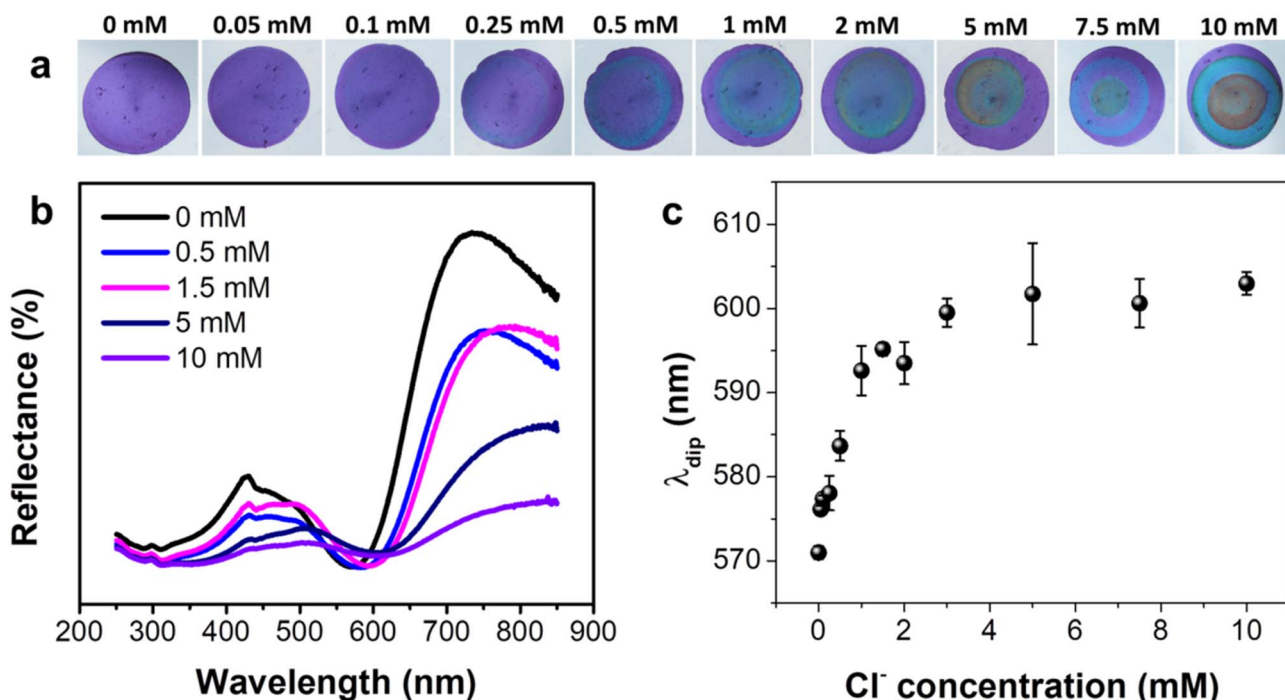 0 mM 0.05 mM 0.1 mM 0.25 mM 0.5 mM 1 mM 2 mM 5 mM 7.5 mM 10 mM
a
b
0 mM
0.5 mM
1.5 mM
5 mM
10 mM
Reflectance (%)
200 300 400 500 600 700 800 900
Wavelength (nm)
c
610
600
590
580
570
λdip (nm)
0 2 4 6 8 10
Cl- concentration (mM)